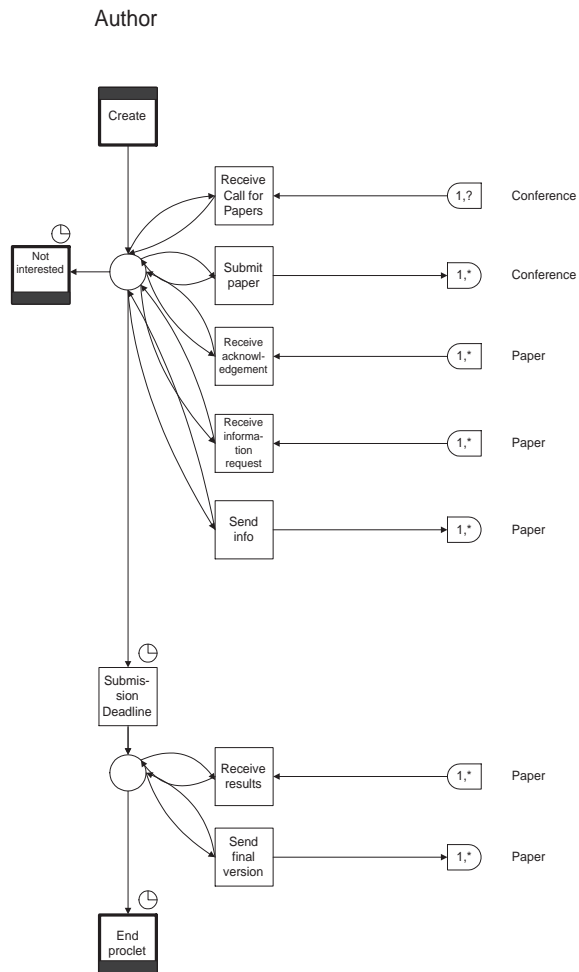 Author
Create
Receive
Call for
Papers
1,?
Conference
Not
interested
Submit
paper
1,*
Conference
Receive
acknowl-
edgement
1,*
Paper
Receive
informa-
tion
request
1,*
Paper
Send
info
1,*
Paper
Submis-
sion
Deadline
Receive
results
1,*
Paper
Send
final
version
1,*
Paper
End
proclet